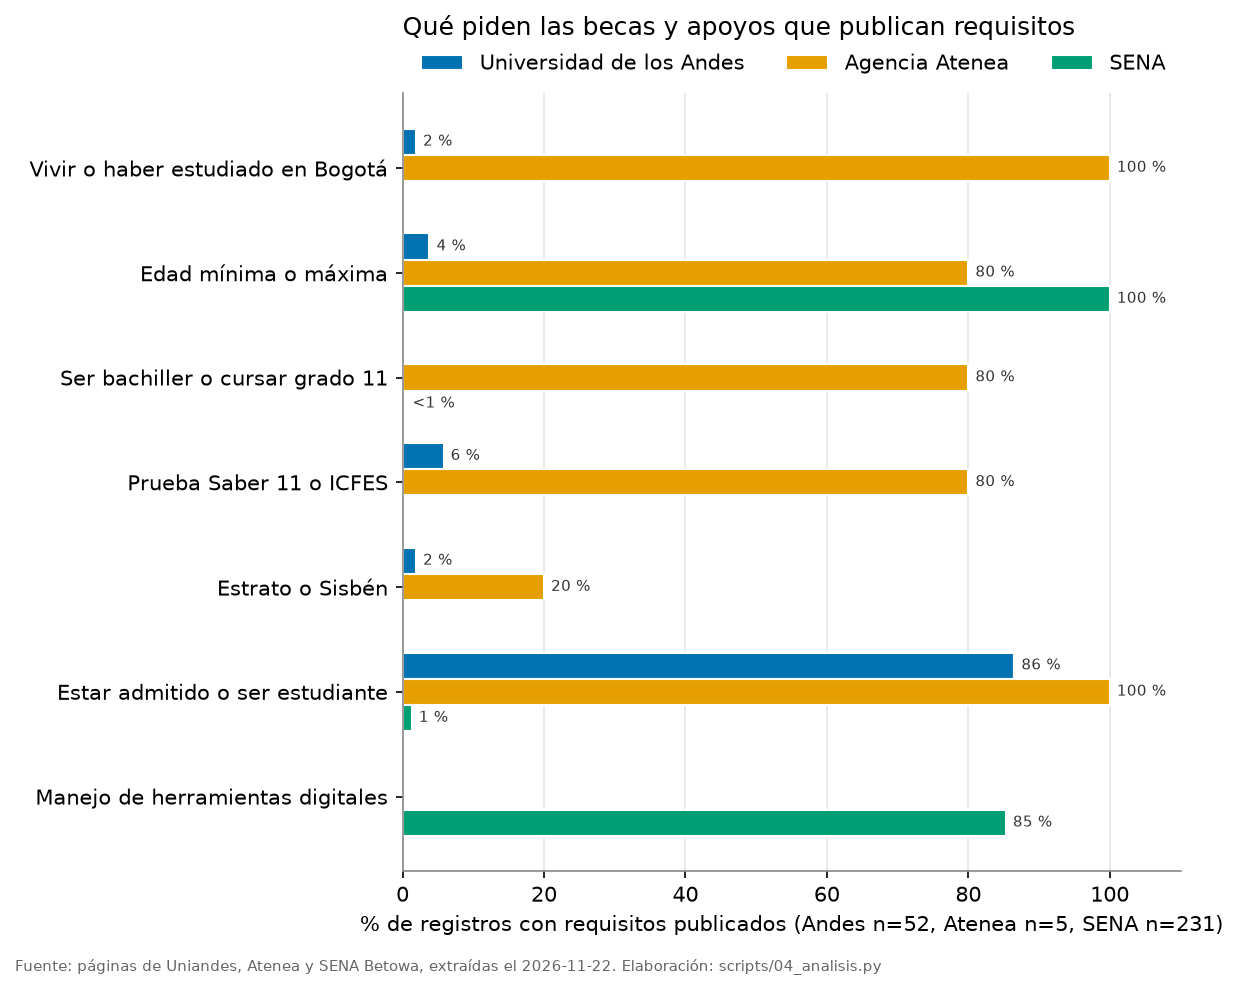 Qué piden las becas y apoyos que publican requisitos
Universidad de los Andes
Agencia Atenea
SENA
Vivir o haber estudiado en Bogotá
2 %
100 %
Edad mínima o máxima
4 %
80 %
100 %
Ser bachiller o cursar grado 11
80 %
<1 %
Prueba Saber 11 o ICFES
6 %
80 %
Estrato o Sisbén
2 %
20 %
Estar admitido o ser estudiante
86 %
100 %
1 %
Manejo de herramientas digitales
85 %
0 20 40 60 80 100
% de registros con requisitos publicados (Andes n=52, Atenea n=5, SENA n=231)
Fuente: páginas de Uniandes, Atenea y SENA Betowa, extraídas el 2026-11-22. Elaboración: scripts/04_analisis.py